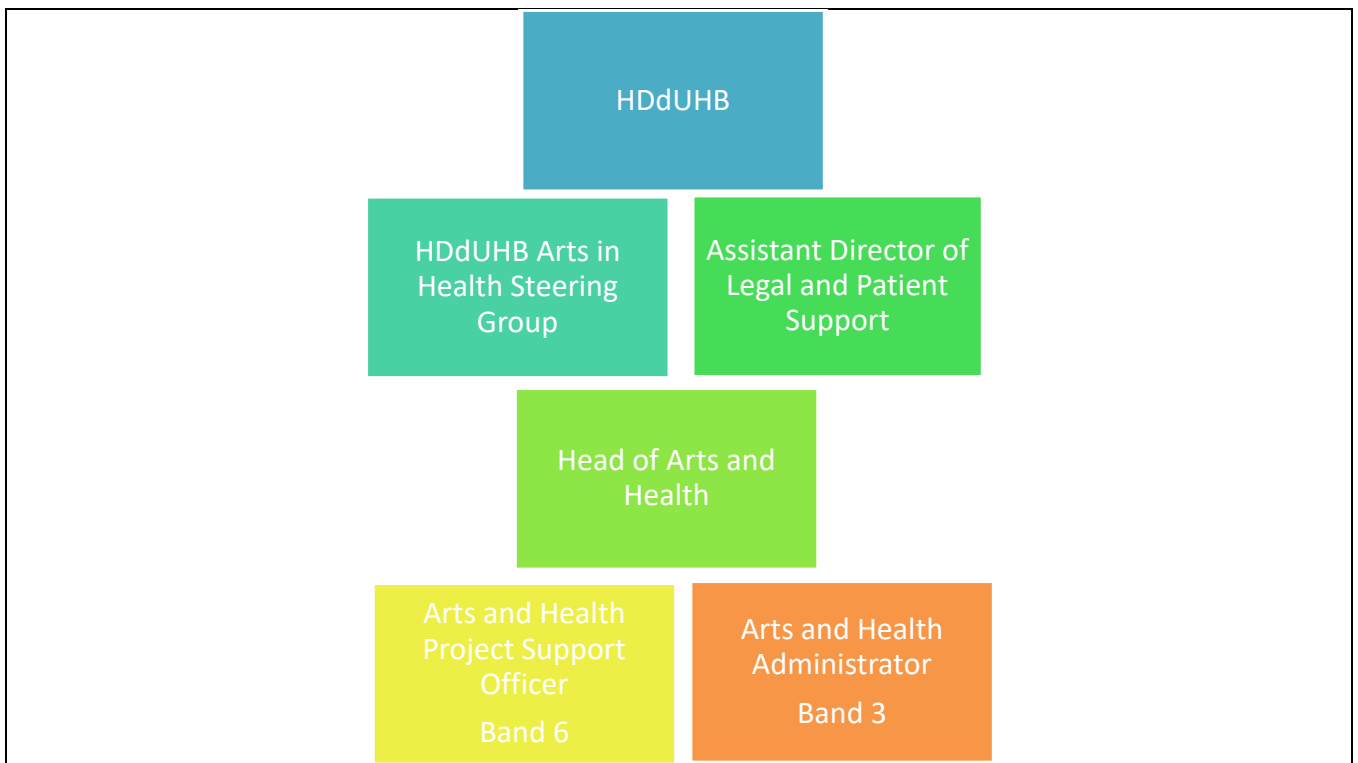 HDdUHB
HDdUHB Arts in
Health Steering
Group
Assistant Director of
Legal and Patient
Support
Head of Arts and
Health
Arts and Health
Project Support
Officer
Band 6
Arts and Health
Administrator
Band 3